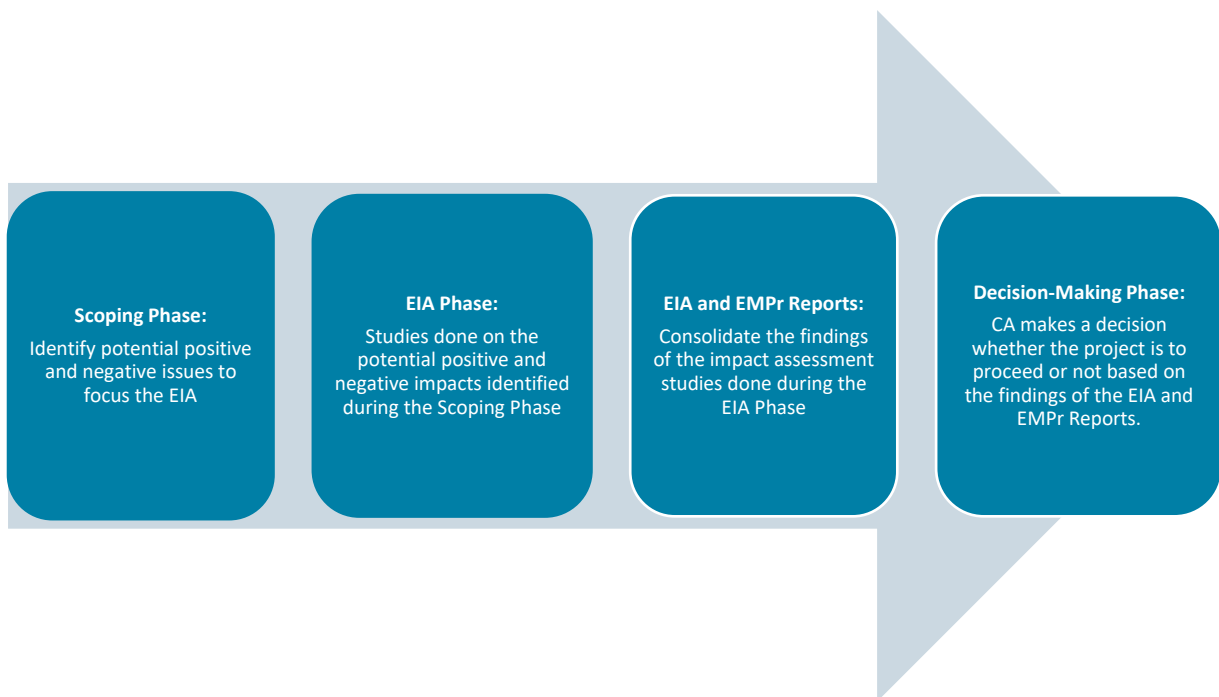 Scoping Phase:
Identify potential positive
and negative issues to
focus the EIA
EIA Phase:
Studies done on the
potential positive and
negative impacts identified
during the Scoping Phase
EIA and EMPr Reports:
Consolidate the findings
of the impact assessment
studies done during the
EIA Phase
Decision-Making Phase:
CA makes a decision
whether the project is to
proceed or not based on
the findings of the EIA and
EMPr Reports.